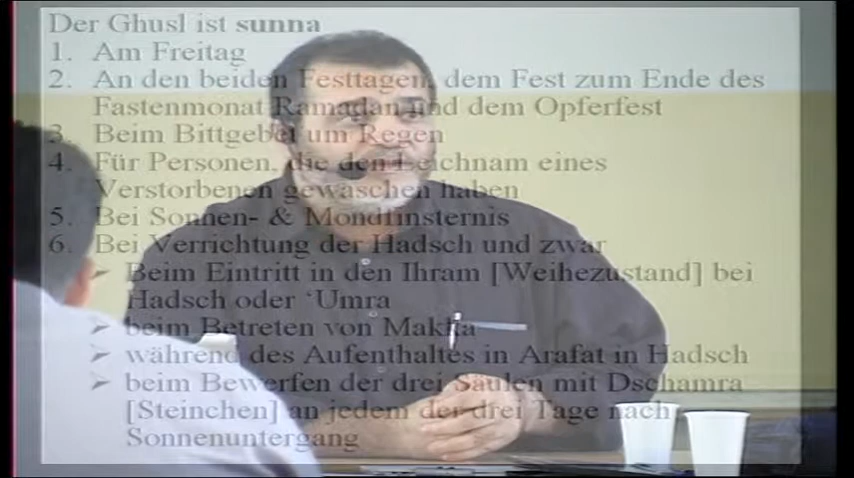 Der Ghusl ist sunna
1. Am Freitag
2. An den beiden Festtagen, dem Fest zum Ende des
Fastenmonat Ramadan und dem Opferfest
3. Beim Bittgebet um Regen
4. Für Personen, die den Leichnam eines
Verstorbenen gewaschen haben
5. Bei Sonnen- & Mondfinsternis
6. Bei Verrichtung der Hadsch und zwar
➢ Beim Eintritt in den Ihram [Weihezustand] bei
Hadsch oder ‘Umra
➢ beim Betreten von Makka
➢ während des Aufenthaltes in Arafat in Hadsch
➢ beim Bewerfen der drei Säulen mit Dschamra
[Steinchen] an jedem der drei Tage nach
Sonnenuntergang